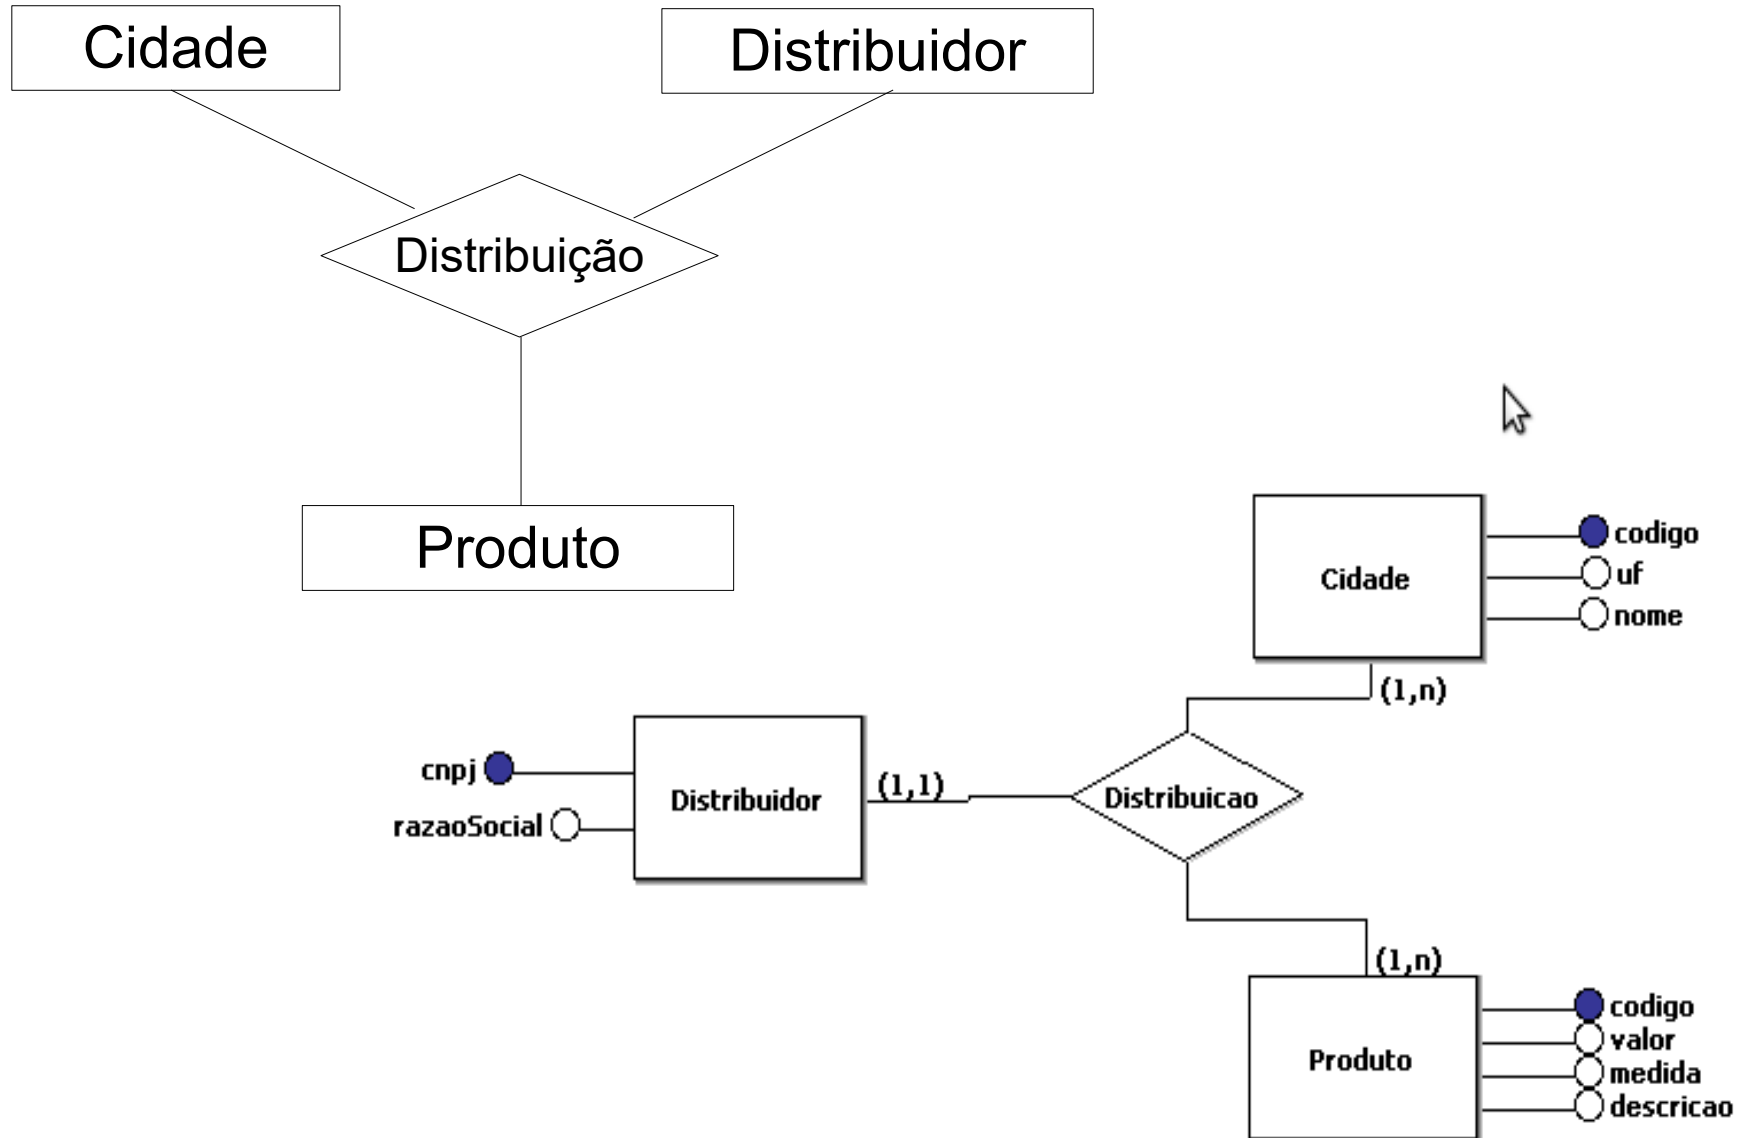 Cidade
Distribuidor
Distribuição
Produto
Cidade
codigo
uf
nome
(1,n)
cnpj
razaoSocial
Distribuidor
(1,1)
Distribuicao
(1,n)
Produto
codigo
valor
medida
descricao